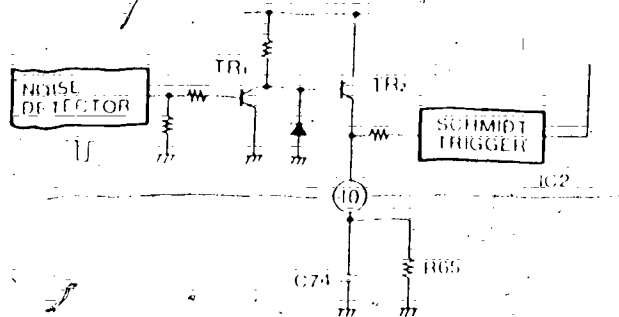 TR₁
NOISE
DETECTOR
TR₂
SCHMIDT
TRIGGER
IC2
10
C74
R65